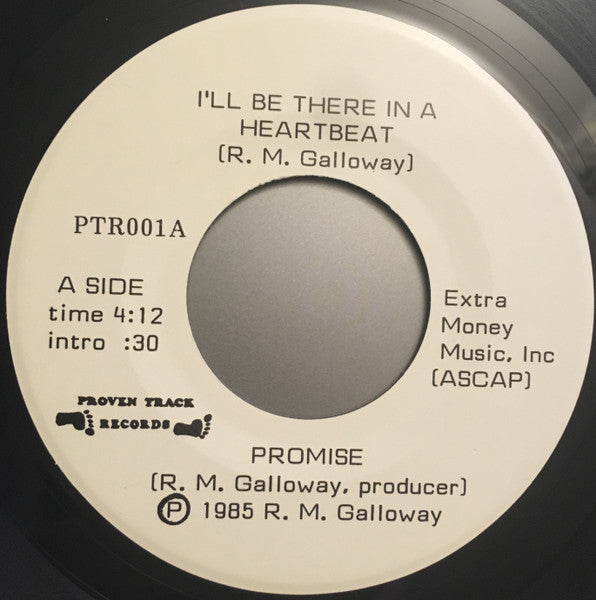 I'LL BE THERE IN A
HEARTBEAT
(R. M. Galloway)
PTR001A
A SIDE
time 4:12
intro :30
Extra
Money
Music, Inc
(ASCAP)
PROVEN TRACK
RECORDS
PROMISE
(R. M. Galloway, producer)
Ⓟ 1985 R. M. Galloway